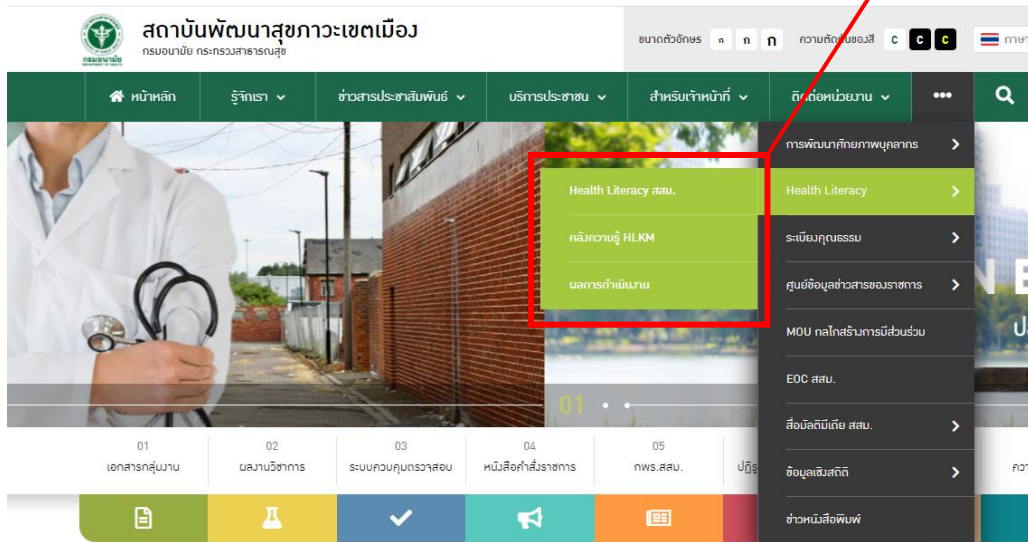 สถาบันพัฒนาสุขภาวะเขตเมือง
กรมอนามัย กระทรวงสาธารณสุข
กรมอนามัย
ขนาดตัวอักษร ก ก ก ความตัดกันของสี C C C
หน้าหลัก รู้จักเรา ข่าวสารประชาสัมพันธ์ บริการประชาชน สำหรับเจ้าหน้าที่ ติดต่อหน่วยงาน •••
การพัฒนาศักยภาพบุคลากร
Health Literacy สสม. Health Literacy
คลังความรู้ HLKM ระเบียงคุณธรรม
ผลการดำเนินงาน ศูนย์ข้อมูลข่าวสารของราชการ
MOU กลไกสร้างการมีส่วนร่วม
EOC สสม.
01
สื่อมัลติมีเดีย สสม.
01 02 03 04 05
เอกสารกลุ่มงาน ผลงานวิชาการ ระบบควบคุมตรวจสอบ หนังสือคำสั่งราชการ กพร.สสม. ข้อมูลเชิงสถิติ
ข่าวหนังสือพิมพ์